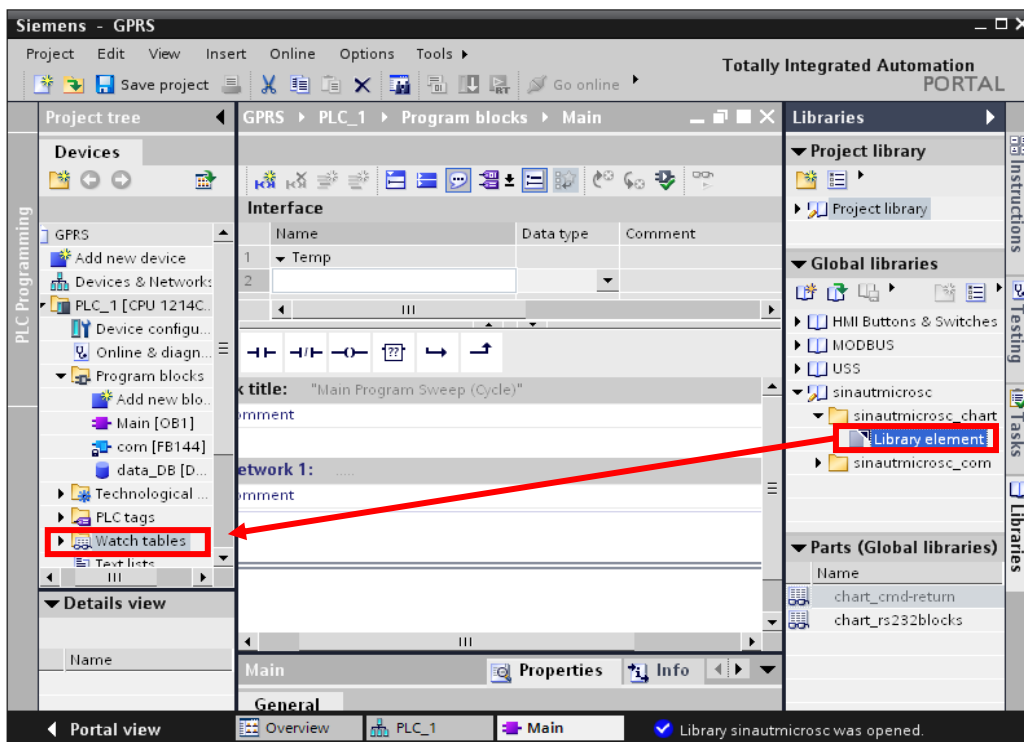 Siemens - GPRS
Project Edit View Insert Online Options Tools
Save project
Go online
Totally Integrated Automation
PORTAL
PLC Programming
Project tree
Devices
GPRS
Add new device
Devices & Network
PLC_1 [CPU 1214C..
Device configu...
Online & diagn...
Program blocks
Add new blo..
Main [OB1]
com [FB144]
data_DB [D...
Technological ...
PLC tags
Watch tables
Text lists
Details view
Name
Portal view
GPRS PLC_1 Program blocks Main
Interface
Name Data type Comment
1 Temp
2
??
k title: "Main Program Sweep (Cycle)"
omment
etwork 1: .....
omment
Main Properties Info
General
Overview PLC_1 Main
Libraries
Project library
Project library
Global libraries
HMI Buttons & Switches
MODBUS
USS
sinautmicrosc
sinautmicrosc_chart
Library element
sinautmicrosc_com
Parts (Global libraries)
Name
chart_cmd-return
chart_rs232blocks
Instructions
Testing
Tasks
Libraries
Library sinautmicrosc was opened.